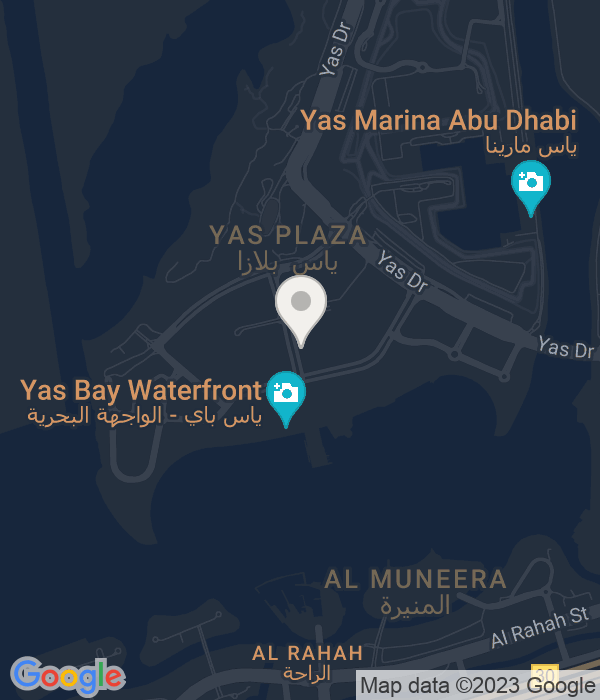 Yas Dr
Yas Marina Abu Dhabi
ياس مارينا
YAS PLAZA
ياس بلازا
Yas Dr
Yas Dr
Yas Bay Waterfront
ياس باي - الواجهة البحرية
AL MUNEERA
المنيرة
Al Rahah St
AL RAHAH
الراحة
Google
Map data ©2023 Google